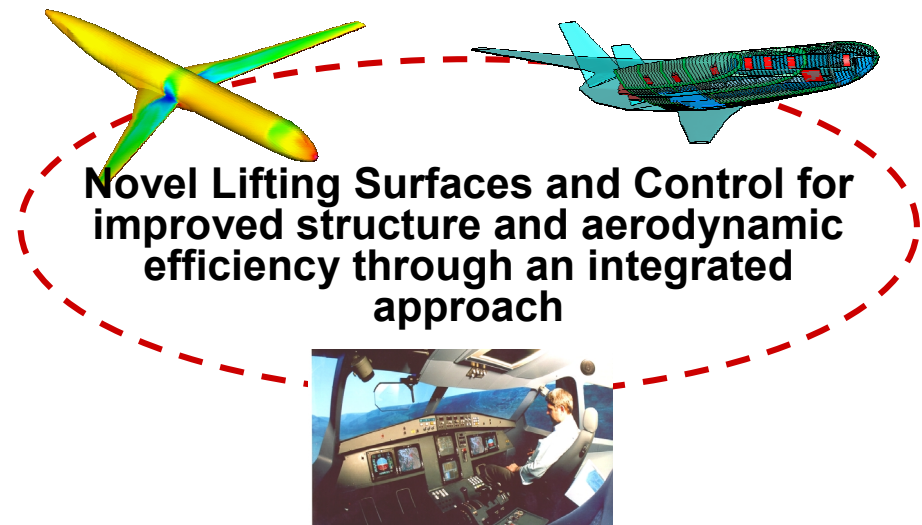 Novel Lifting Surfaces and Control for
improved structure and aerodynamic
efficiency through an integrated
approach